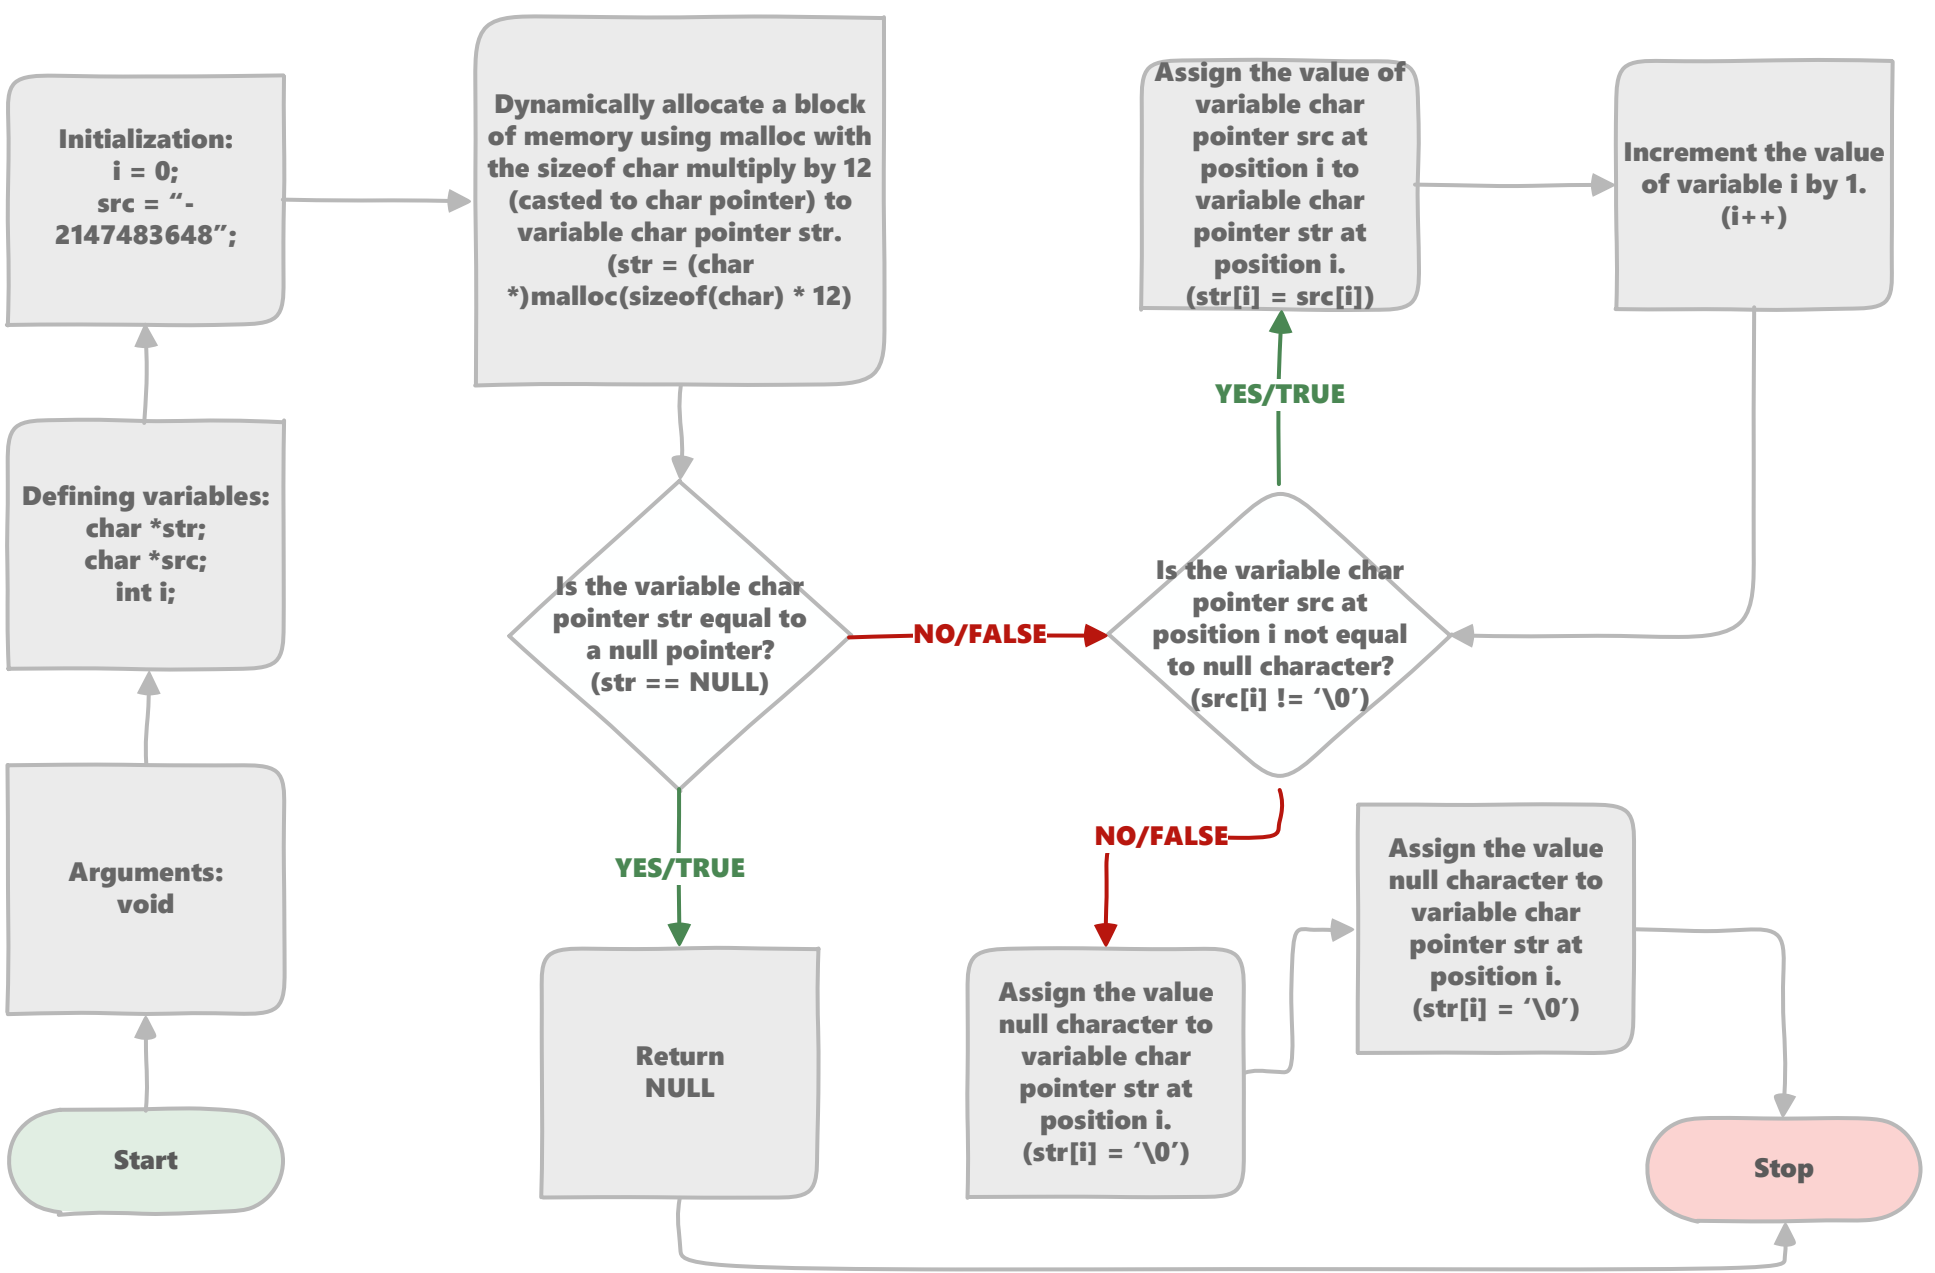 Start
Arguments:
void
Defining variables:
char *str;
char *src;
int i;
Initialization:
i = 0;
src = “-
2147483648”;
Dynamically allocate a block
of memory using malloc with
the sizeof char multiply by 12
(casted to char pointer) to
variable char pointer str.
(str = (char
*)malloc(sizeof(char) * 12)
Is the variable char
pointer str equal to
a null pointer?
(str == NULL)
YES/TRUE
Return
NULL
NO/FALSE
Is the variable char
pointer src at
position i not equal
to null character?
(src[i] != ‘\0’)
YES/TRUE
Assign the value of
variable char
pointer src at
position i to
variable char
pointer str at
position i.
(str[i] = src[i])
Increment the value
of variable i by 1.
(i++)
NO/FALSE
Assign the value
null character to
variable char
pointer str at
position i.
(str[i] = ‘\0’)
Assign the value
null character to
variable char
pointer str at
position i.
(str[i] = ‘\0’)
Stop